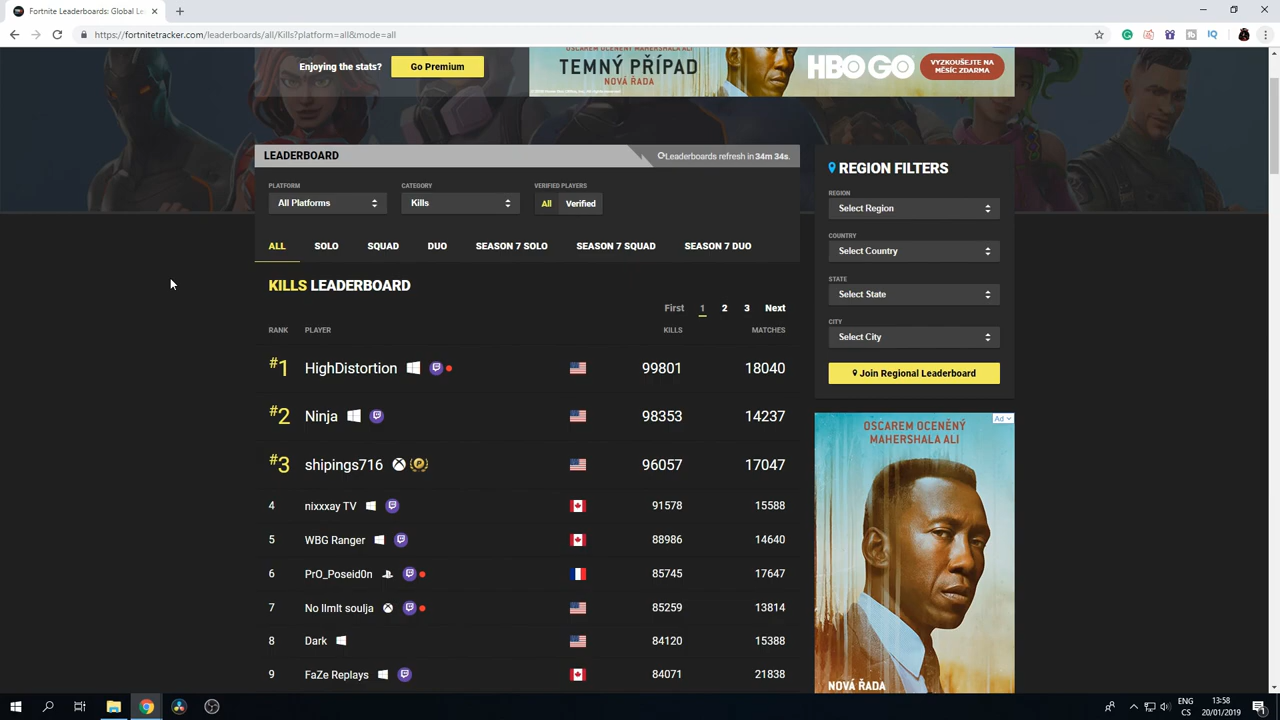 Fortnite Leaderboards: Global Le
https://fortnitetracker.com/leaderboards/all/Kills?platform=all&mode=all
Enjoying the stats?
Go Premium
OSCAREM OCENĚNÝ MAHERSHALA ALI
TEMNÝ PŘÍPAD
NOVÁ ŘADA
HBO GO
VYZKOUŠEJTE NA
MĚSÍC ZDARMA
LEADERBOARD
Leaderboards refresh in 34m 34s.
PLATFORM
CATEGORY
VERIFIED PLAYERS
All Platforms
Kills
All
Verified
ALL
SOLO
SQUAD
DUO
SEASON 7 SOLO
SEASON 7 SQUAD
SEASON 7 DUO
KILLS LEADERBOARD
First 1 2 3 Next
RANK PLAYER KILLS MATCHES
#1 HighDistortion 99801 18040
#2 Ninja 98353 14237
#3 shipings716 96057 17047
4 nixxxay TV 91578 15588
5 WBG Ranger 88986 14640
6 PrO_Poseid0n 85745 17647
7 No lImIt soulja 85259 13814
8 Dark 84120 15388
9 FaZe Replays 84071 21838
REGION FILTERS
REGION
Select Region
COUNTRY
Select Country
STATE
Select State
CITY
Select City
Join Regional Leaderboard
Ad
OSCAREM OCENĚNÝ
MAHERSHALA ALI
NOVÁ ŘADA
ENG
CS
13:58
20/01/2019
1